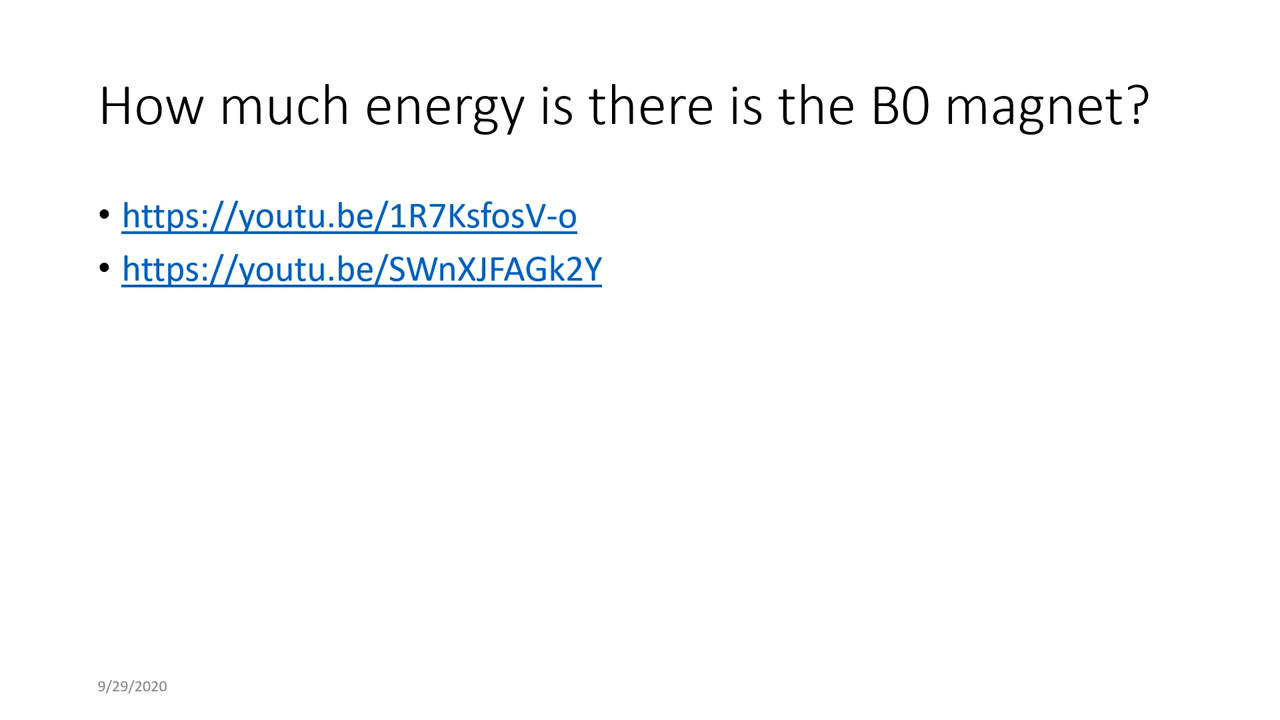 How much energy is there is the B0 magnet?
• https://youtu.be/1R7KsfosV-o
• https://youtu.be/SWnXJFAGk2Y
9/29/2020